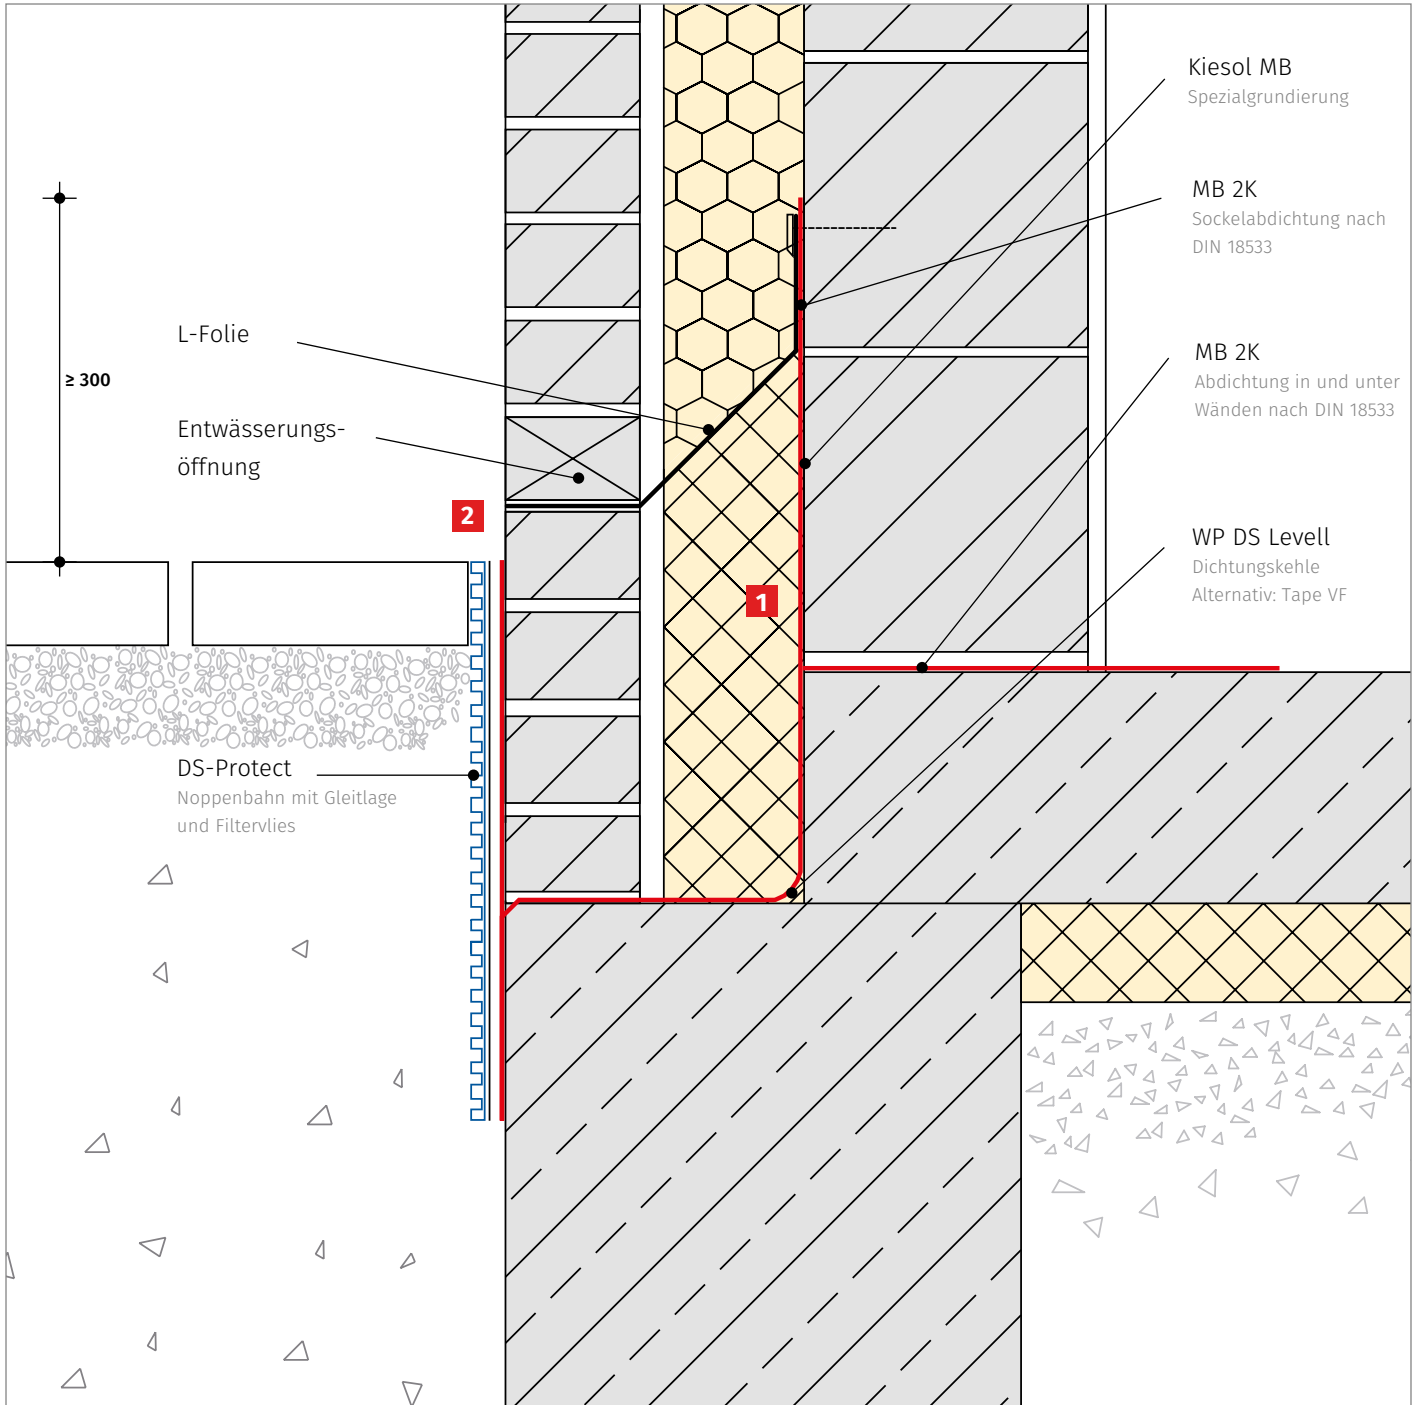 Kiesol MB
Spezialgrundierung
MB 2K
Sockelabdichtung nach
DIN 18533
L-Folie
≥ 300
MB 2K
Abdichtung in und unter
Wänden nach DIN 18533
Entwässerungs-
öffnung
2
WP DS Levell
Dichtungskehle
Alternativ: Tape VF
1
DS-Protect
Noppenbahn mit Gleitlage
und Filtervlies